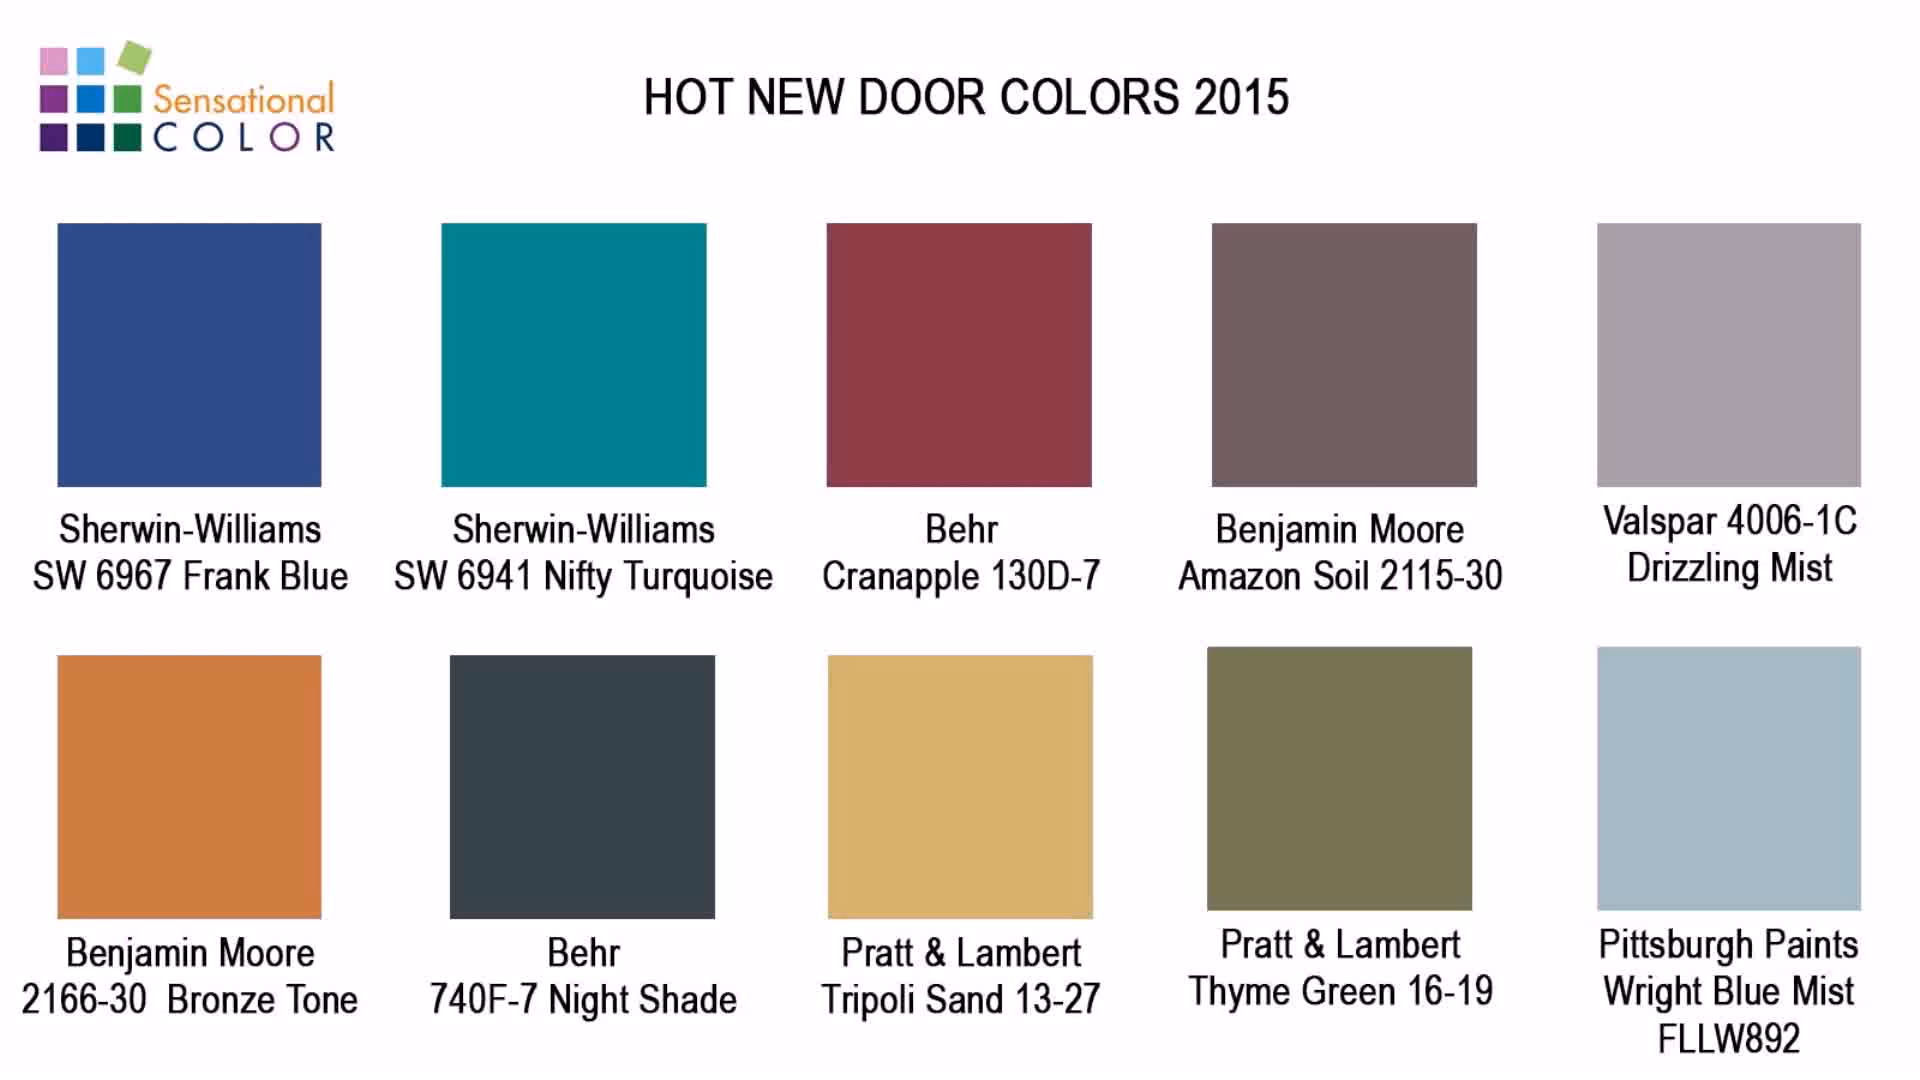 Sensational
COLOR
HOT NEW DOOR COLORS 2015
Sherwin-Williams
SW 6967 Frank Blue
Sherwin-Williams
SW 6941 Nifty Turquoise
Behr
Cranapple 130D-7
Benjamin Moore
Amazon Soil 2115-30
Valspar 4006-1C
Drizzling Mist
Benjamin Moore
2166-30  Bronze Tone
Behr
740F-7 Night Shade
Pratt & Lambert
Tripoli Sand 13-27
Pratt & Lambert
Thyme Green 16-19
Pittsburgh Paints
Wright Blue Mist
FLLW892